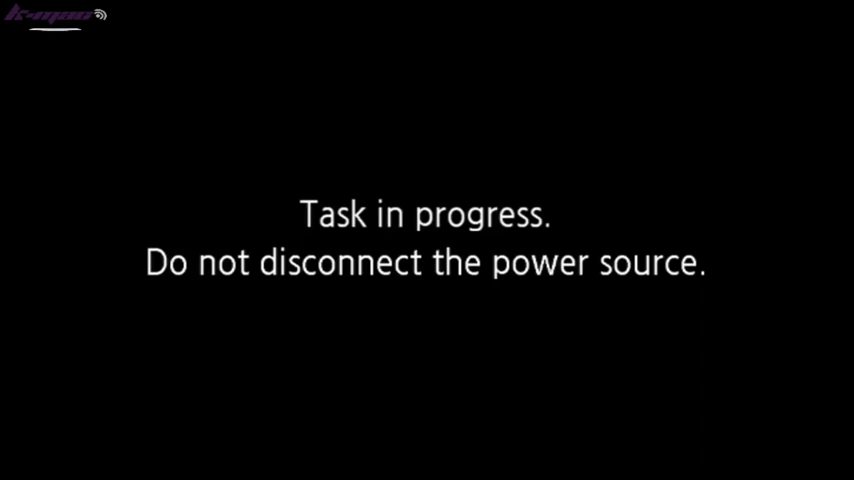 Task in progress.
Do not disconnect the power source.